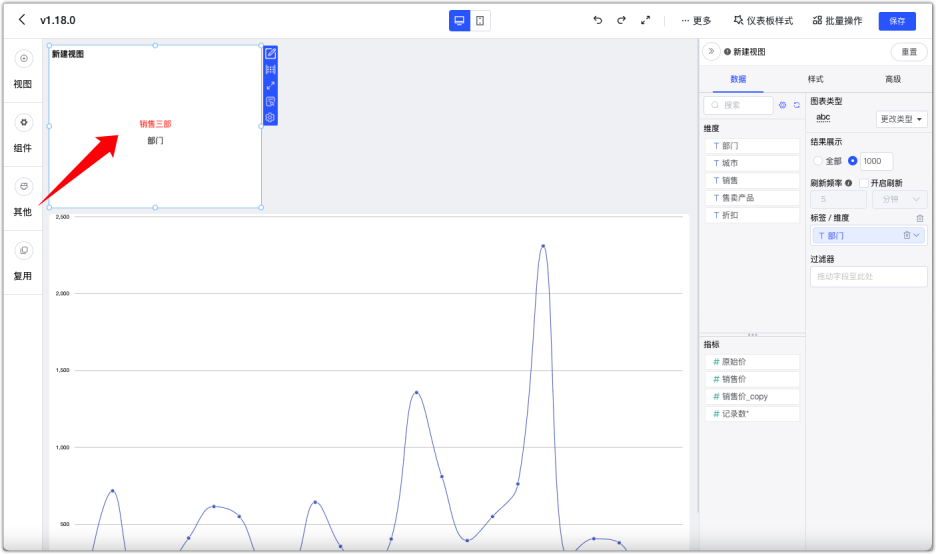 v1.18.0
更多
仪表板样式
批量操作
保存
视图
组件
其他
复用
新建视图
销售三部
部门
2,500
2,000
1,500
1,000
500
新建视图
重置
数据
样式
高级
搜索
维度
T 部门
T 城市
T 销售
T 售卖产品
T 折扣
指标
# 原始价
# 销售价
# 销售价_copy
# 记录数*
图表类型
abc
更改类型
结果展示
全部
1000
刷新频率
开启刷新
5
分钟
标签 / 维度
T 部门
过滤器
拖动字段至此处